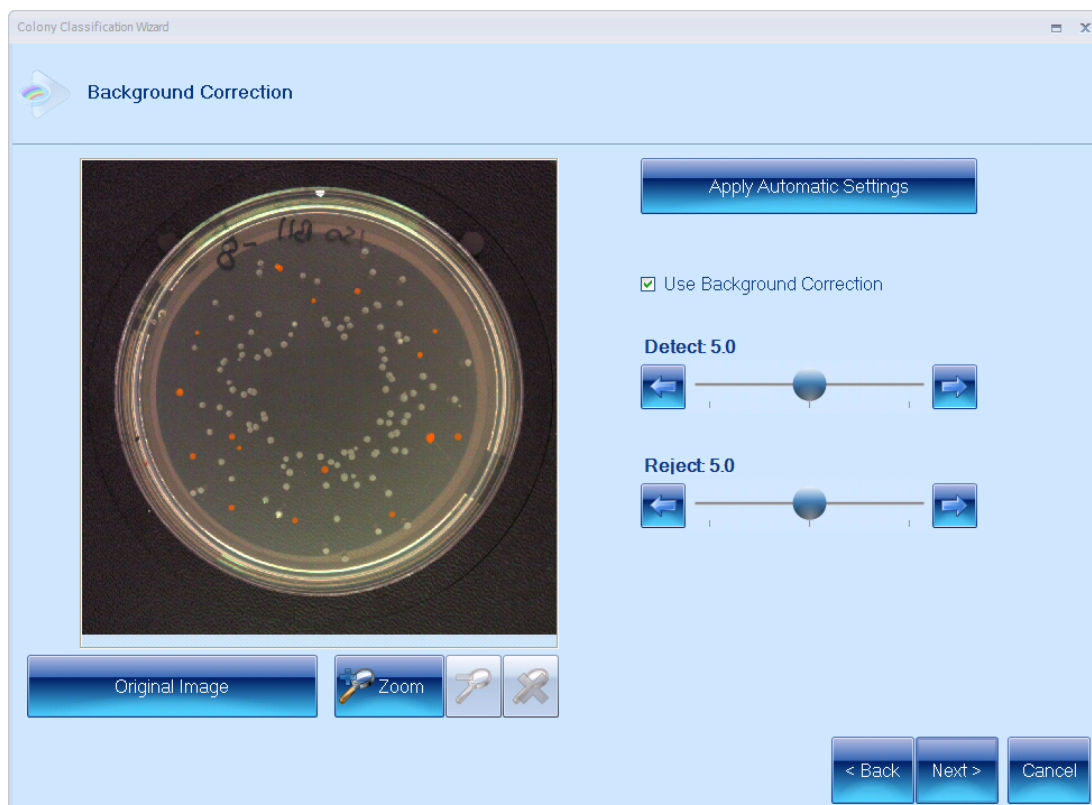 Colony Classification Wizard
Background Correction
Apply Automatic Settings
Use Background Correction
Detect: 5.0
Reject: 5.0
Original Image
Zoom
< Back
Next >
Cancel